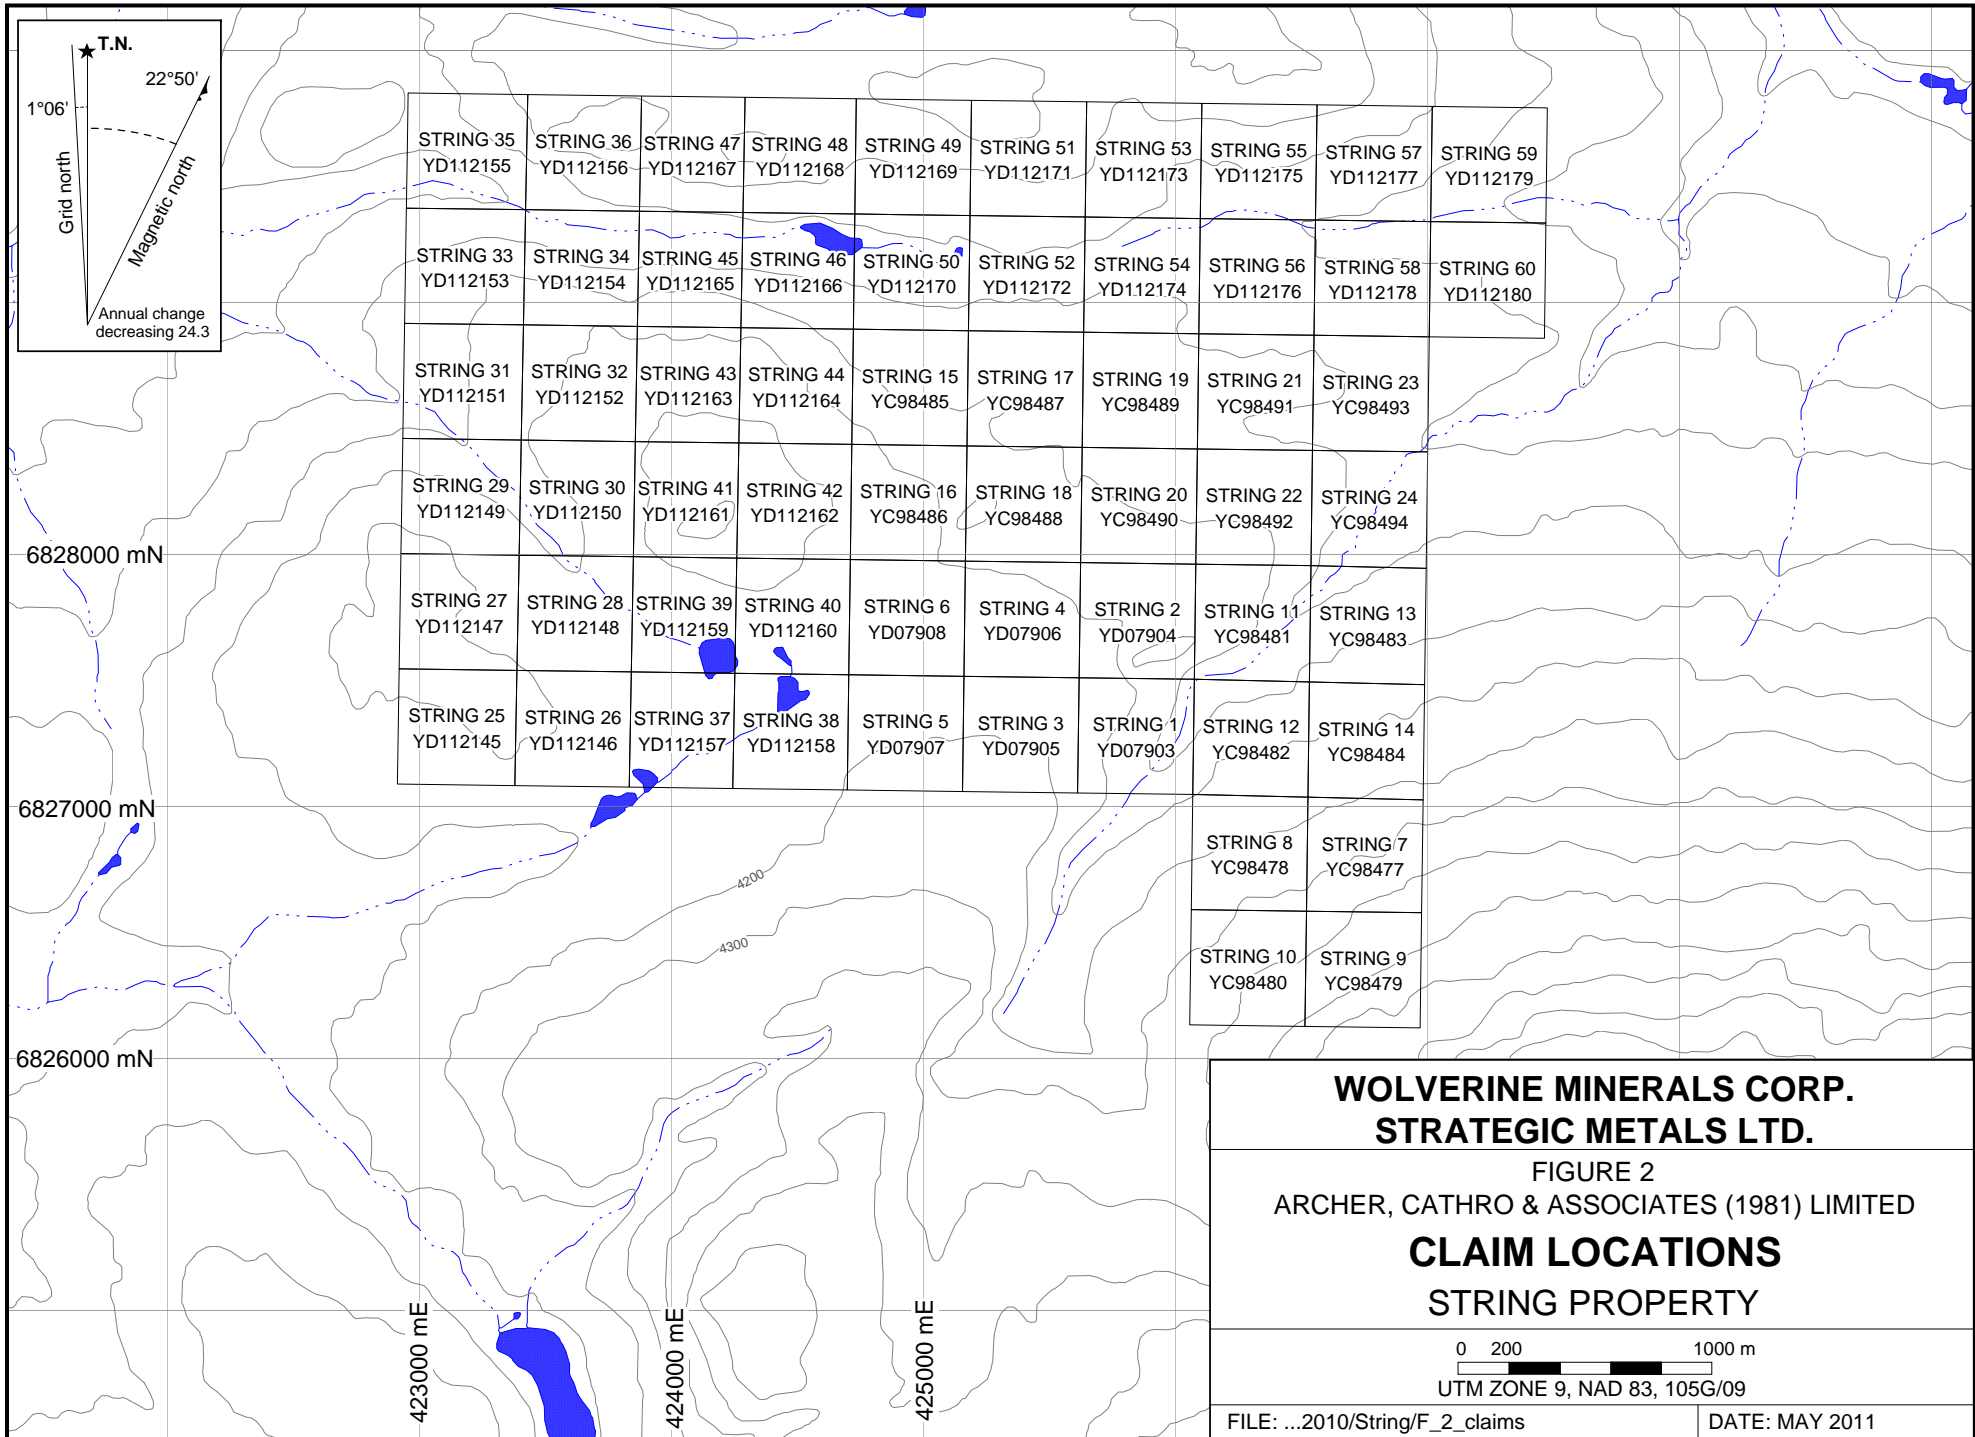 T.N.
22°50'
1°06'
Grid north
Magnetic north
Annual change
decreasing 24.3
STRING 35
YD112155
STRING 36
YD112156
STRING 47
YD112167
STRING 48
YD112168
STRING 49
YD112169
STRING 51
YD112171
STRING 53
YD112173
STRING 55
YD112175
STRING 57
YD112177
STRING 59
YD112179
STRING 33
YD112153
STRING 34
YD112154
STRING 45
YD112165
STRING 46
YD112166
STRING 50
YD112170
STRING 52
YD112172
STRING 54
YD112174
STRING 56
YD112176
STRING 58
YD112178
STRING 60
YD112180
STRING 31
YD112151
STRING 32
YD112152
STRING 43
YD112163
STRING 44
YD112164
STRING 15
YC98485
STRING 17
YC98487
STRING 19
YC98489
STRING 21
YC98491
STRING 23
YC98493
STRING 29
YD112149
STRING 30
YD112150
STRING 41
YD112161
STRING 42
YD112162
STRING 16
YC98486
STRING 18
YC98488
STRING 20
YC98490
STRING 22
YC98492
STRING 24
YC98494
6828000 mN
STRING 27
YD112147
STRING 28
YD112148
STRING 39
YD112159
STRING 40
YD112160
STRING 6
YD07908
STRING 4
YD07906
STRING 2
YD07904
STRING 11
YC98481
STRING 13
YC98483
STRING 25
YD112145
STRING 26
YD112146
STRING 37
YD112157
STRING 38
YD112158
STRING 5
YD07907
STRING 3
YD07905
STRING 1
YD07903
STRING 12
YC98482
STRING 14
YC98484
6827000 mN
STRING 8
YC98478
STRING 7
YC98477
4200
4300
STRING 10
YC98480
STRING 9
YC98479
6826000 mN
423000 mE
424000 mE
425000 mE
WOLVERINE MINERALS CORP.
STRATEGIC METALS LTD.
FIGURE 2
ARCHER, CATHRO & ASSOCIATES (1981) LIMITED
CLAIM LOCATIONS
STRING PROPERTY
0 200 1000 m
UTM ZONE 9, NAD 83, 105G/09
FILE: ...2010/String/F_2_claims
DATE: MAY 2011